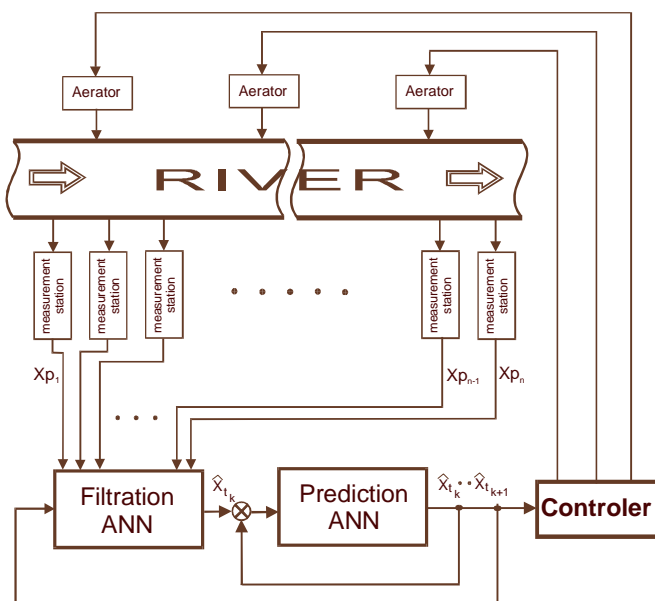 Aerator
Aerator
Aerator
RIVER
measurement
station
measurement
station
measurement
station
. . . . .
measurement
station
measurement
station
Xp₁
Xpₙ₋₁
Xpₙ
. . .
Filtration
ANN
X̂tₖ
Prediction
ANN
X̂tₖ..X̂tₖ₊₁
Controler